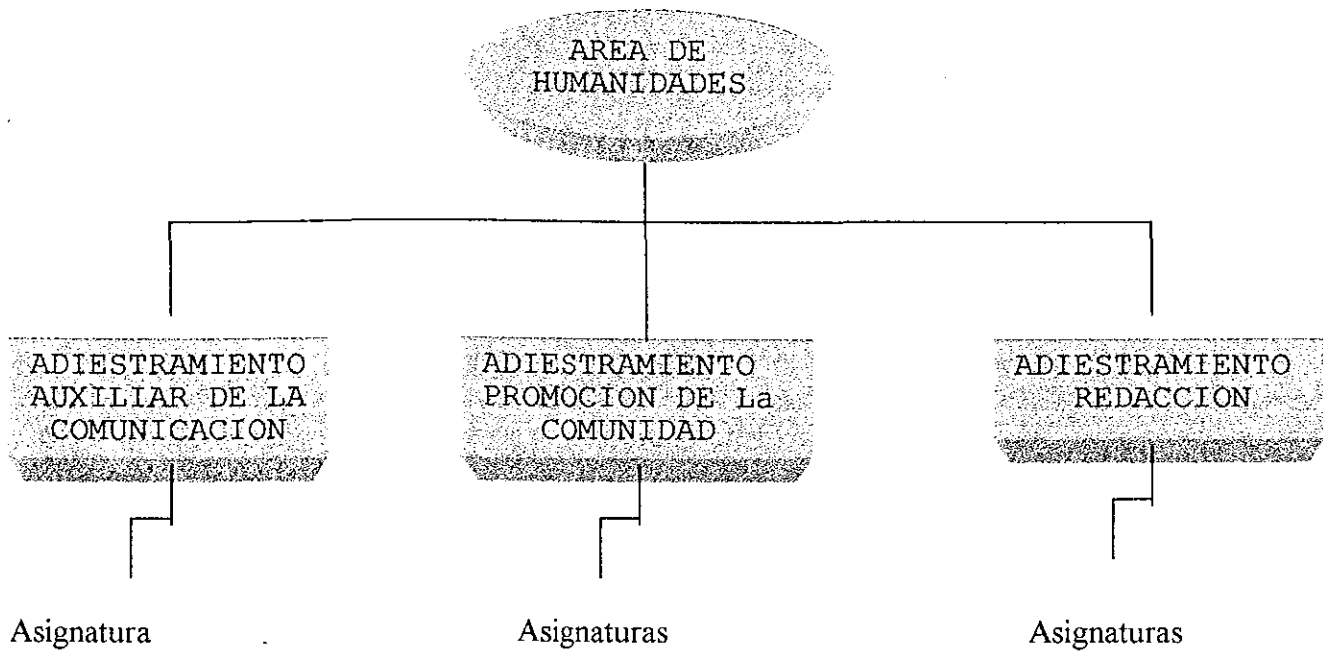 AREA DE
HUMANIDADES
ADIESTRAMIENTO
AUXILIAR DE LA
COMUNICACION
ADIESTRAMIENTO
PROMOCION DE La
COMUNIDAD
ADIESTRAMIENTO
REDACCION
Asignatura
Asignaturas
Asignaturas